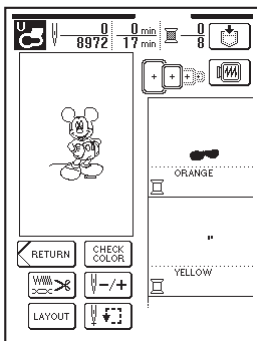 U
0 0 min 0
8972 17 min 8
ORANGE
RETURN CHECK COLOR
YELLOW
-/+
LAYOUT